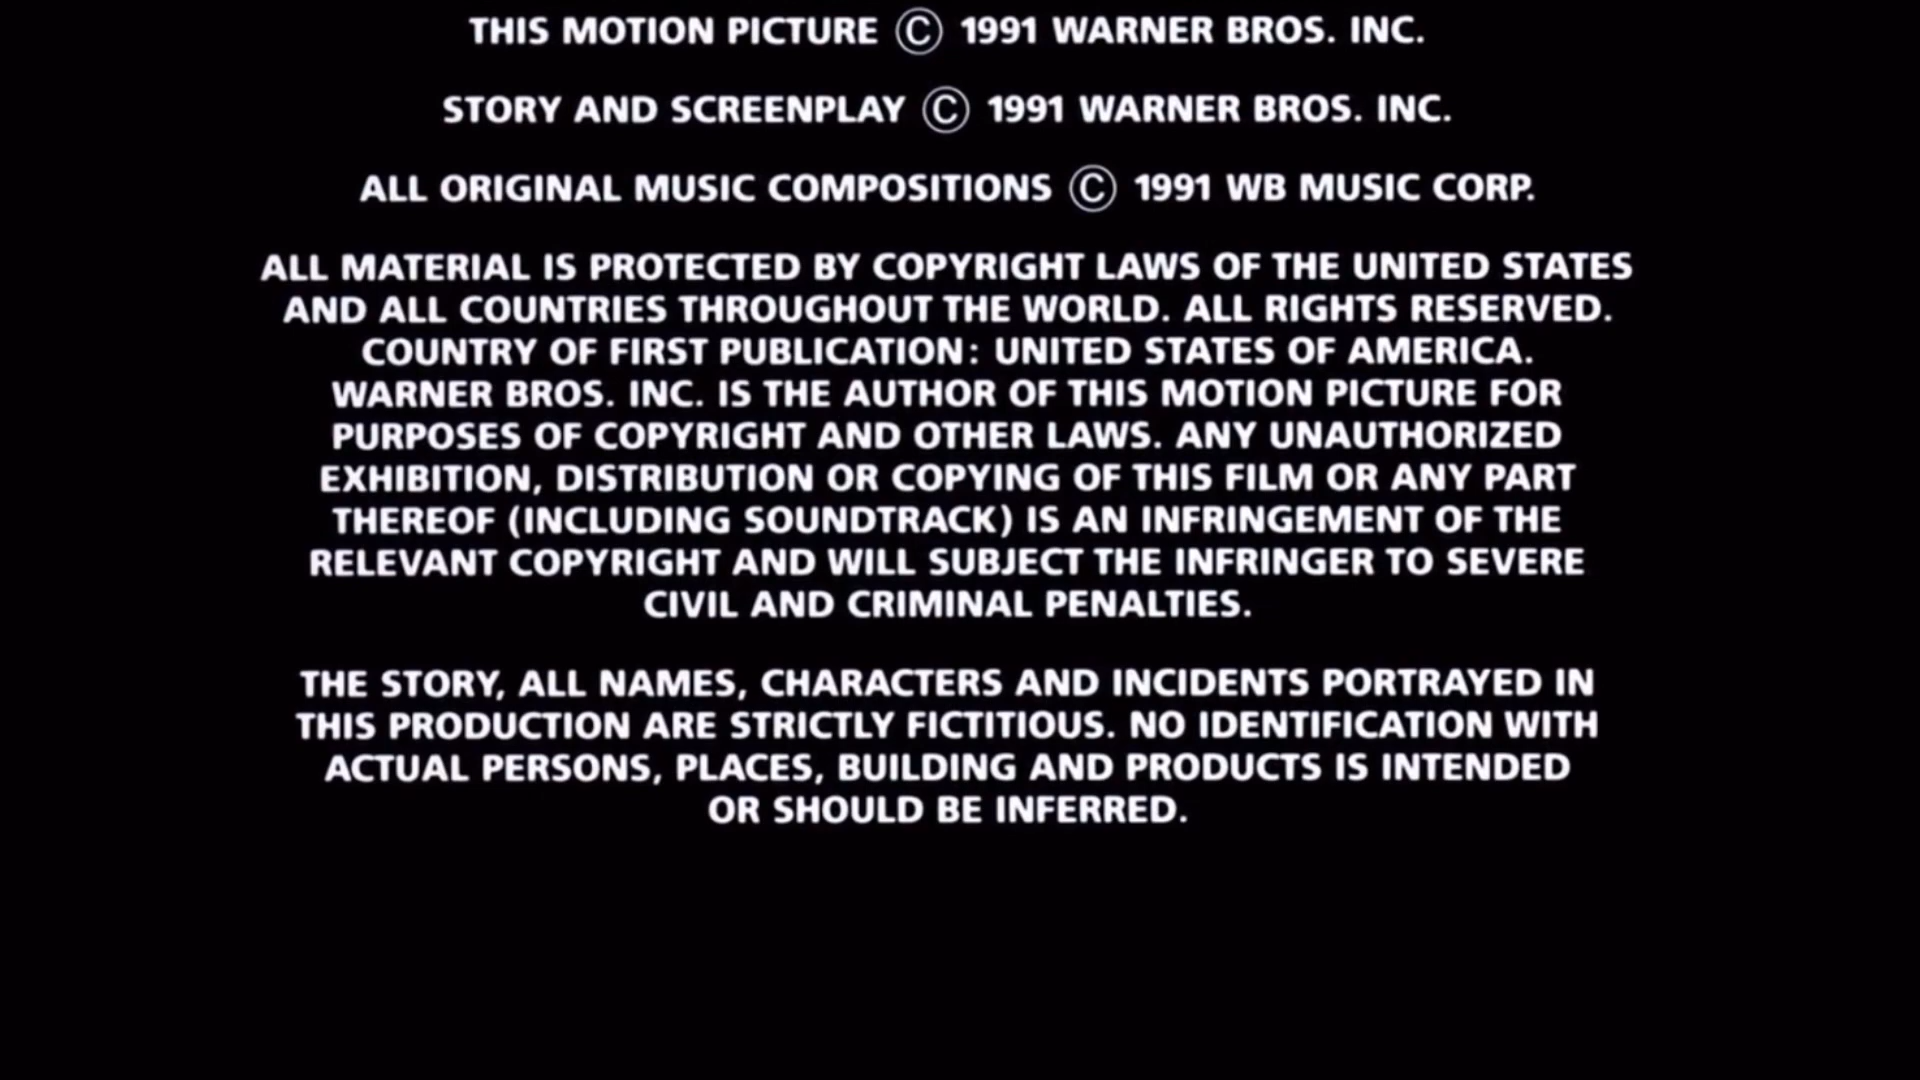 THIS MOTION PICTURE © 1991 WARNER BROS. INC.
STORY AND SCREENPLAY © 1991 WARNER BROS. INC.
ALL ORIGINAL MUSIC COMPOSITIONS © 1991 WB MUSIC CORP.
ALL MATERIAL IS PROTECTED BY COPYRIGHT LAWS OF THE UNITED STATES
AND ALL COUNTRIES THROUGHOUT THE WORLD. ALL RIGHTS RESERVED.
COUNTRY OF FIRST PUBLICATION: UNITED STATES OF AMERICA.
WARNER BROS. INC. IS THE AUTHOR OF THIS MOTION PICTURE FOR
PURPOSES OF COPYRIGHT AND OTHER LAWS. ANY UNAUTHORIZED
EXHIBITION, DISTRIBUTION OR COPYING OF THIS FILM OR ANY PART
THEREOF (INCLUDING SOUNDTRACK) IS AN INFRINGEMENT OF THE
RELEVANT COPYRIGHT AND WILL SUBJECT THE INFRINGER TO SEVERE
CIVIL AND CRIMINAL PENALTIES.
THE STORY, ALL NAMES, CHARACTERS AND INCIDENTS PORTRAYED IN
THIS PRODUCTION ARE STRICTLY FICTITIOUS. NO IDENTIFICATION WITH
ACTUAL PERSONS, PLACES, BUILDING AND PRODUCTS IS INTENDED
OR SHOULD BE INFERRED.